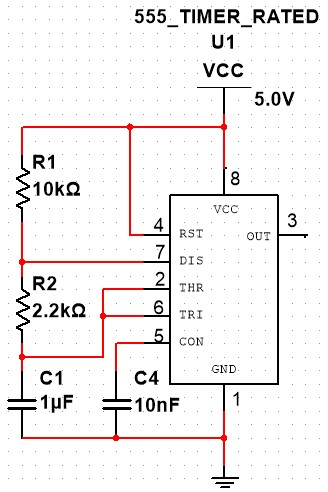 555_TIMER_RATED
U1
VCC
5.0V
R1
10kΩ
8
VCC
4
RST
3
OUT
7
DIS
R2
2.2kΩ
2
THR
6
TRI
5
CON
GND
C1
1µF
C4
10nF
1